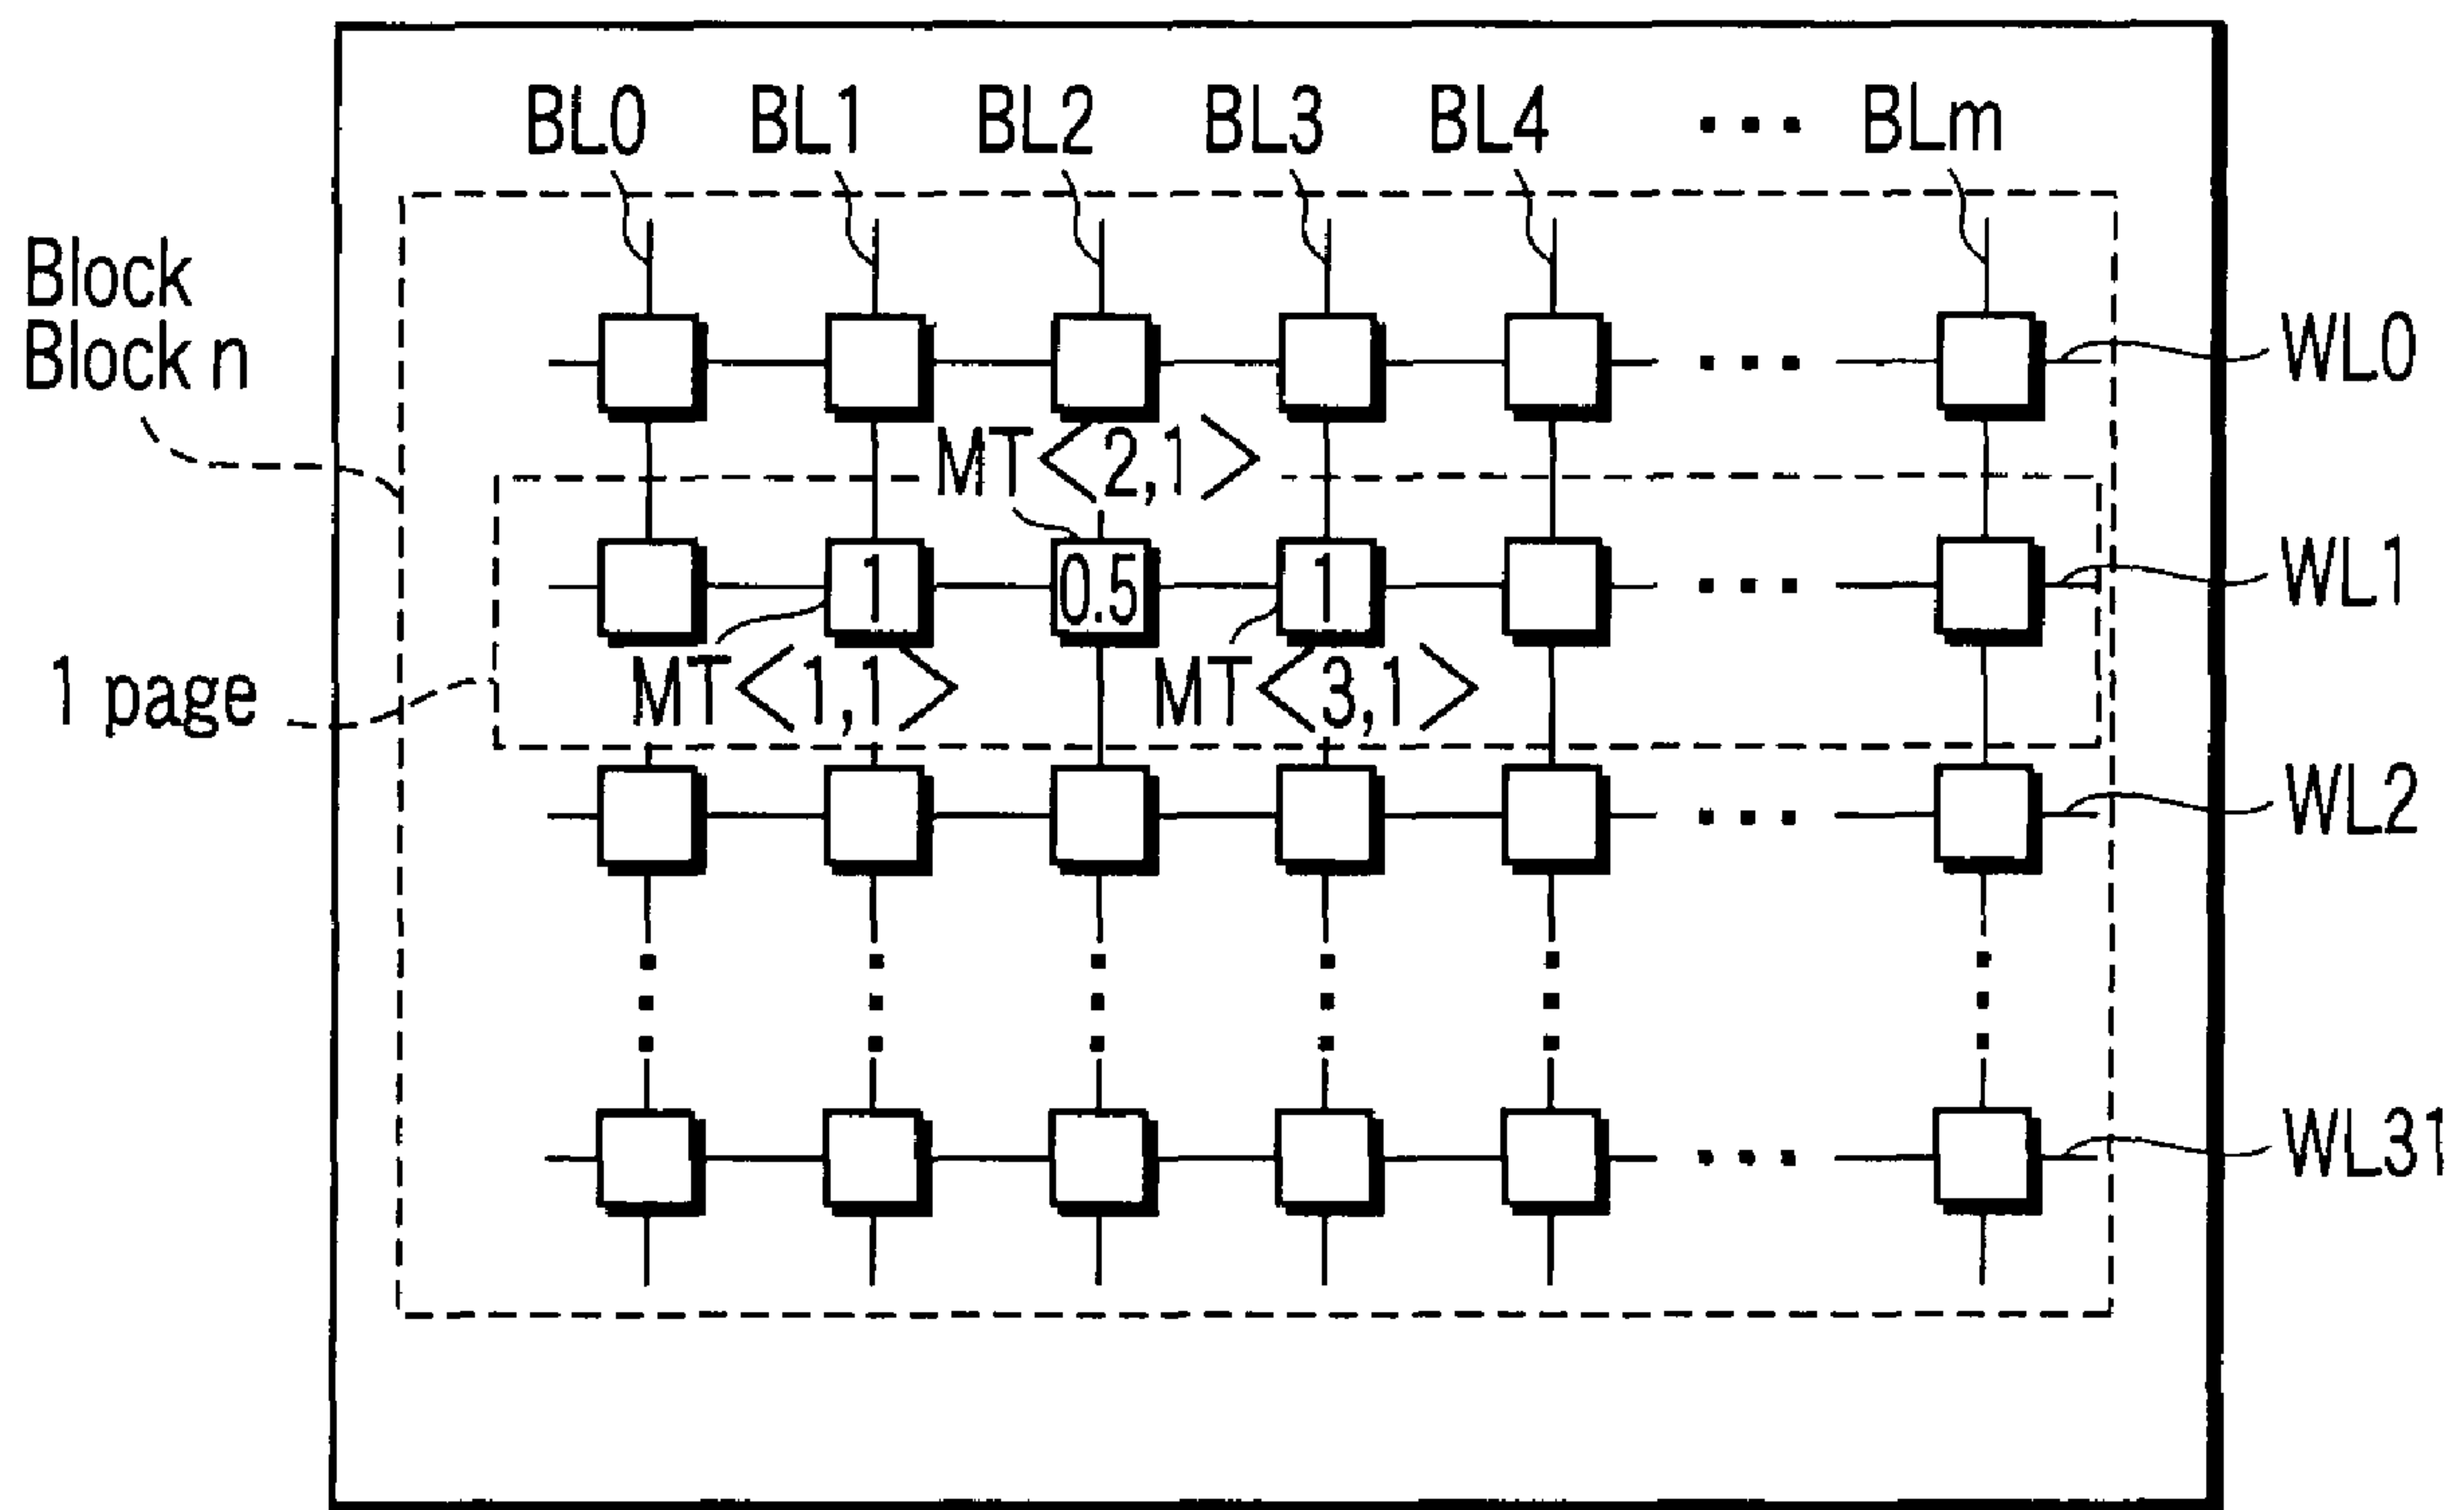 BL0 BL1 BL2 BL3 BL4 ... BLm
Block
Block n
WL0
MT<2,1>
1 0.5 1
WL1
1 page
MT<1,1> MT<3,1>
WL2
...
WL31